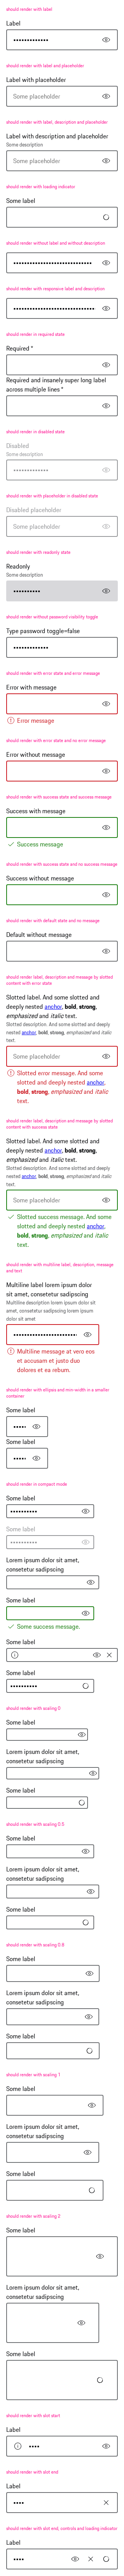 should render with label
Label
•••••••••••••
should render with label and placeholder
Label with placeholder
Some placeholder
should render with label, description and placeholder
Label with description and placeholder
Some description
Some placeholder
should render with loading indicator
Some label
should render without label and without description
should render with responsive label and description
should render in required state
Required *
Required and insanely super long label
across multiple lines *
should render in disabled state
Disabled
Some description
•••••••••••••
should render with placeholder in disabled state
Disabled placeholder
Some placeholder
should render with readonly state
Readonly
Some description
••••••••••
should render without password visibility toggle
Type password toggle=false
•••••••••••••
should render with error state and error message
Error with message
Error message
should render with error state and no error message
Error without message
should render with success state and success message
Success with message
Success message
should render with success state and no success message
Success without message
should render with default state and no message
Default without message
should render label, description and message by slotted
content with error state
Slotted label. And some slotted and
deeply nested anchor, bold, bold, strong,
emphasized and italic text.
Slotted description. And some slotted and deeply
nested anchor, bold, bold, strong, emphasized and italic
text.
Some placeholder
Slotted error message. And some
slotted and deeply nested anchor,
bold, bold, strong, emphasized and italic
text.
should render label, description and message by slotted
content with success state
Slotted label. And some slotted and
deeply nested anchor, bold, bold, strong,
emphasized and italic text.
Slotted description. And some slotted and deeply
nested anchor, bold, bold, strong, emphasized and italic
text.
Some placeholder
Slotted success message. And some
slotted and deeply nested anchor,
bold, bold, strong, emphasized and italic
text.
should render with multiline label, description, message,
and text
Multiline label lorem ipsum dolor
sit amet, consetetur sadipscing
Multiline description lorem ipsum dolor sit
amet, consetetur sadipscing lorem ipsum
dolor sit amet
Multiline message at vero eos
et accusam et justo duo
dolores et ea rebum.
should render with ellipsis and min-width in a smaller
container
Some label
Some label
should render in compact mode
Some label
••••••••••
Some label
••••••••••
Lorem ipsum dolor sit amet,
consetetur sadipscing
Some label
Some success message.
Some label
Some label
••••••••••
should render with scaling 0
Some label
Lorem ipsum dolor sit amet,
consetetur sadipscing
Some label
should render with scaling 0.5
Some label
Lorem ipsum dolor sit amet,
consetetur sadipscing
Some label
should render with scaling 0.8
Some label
Lorem ipsum dolor sit amet,
consetetur sadipscing
Some label
should render with scaling 1
Some label
Lorem ipsum dolor sit amet,
consetetur sadipscing
Some label
should render with scaling 2
Some label
Lorem ipsum dolor sit amet,
consetetur sadipscing
Some label
should render with slot start
Label
••••
should render with slot end
Label
••••
should render with slot end, controls and loading indicator
Label
••••